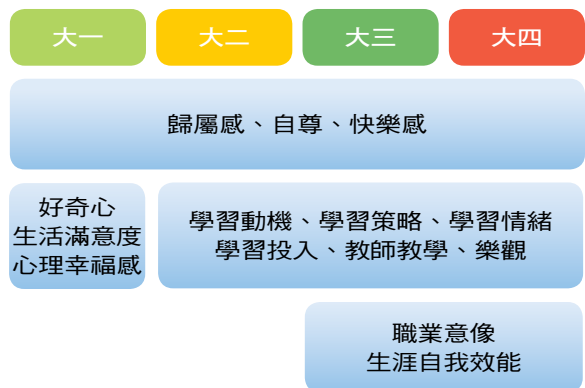 大一
大二
大三
大四
歸屬感、自尊、快樂感
好奇心
生活滿意度
心理幸福感
學習動機、學習策略、學習情緒
學習投入、教師教學、樂觀
職業意像
生涯自我效能